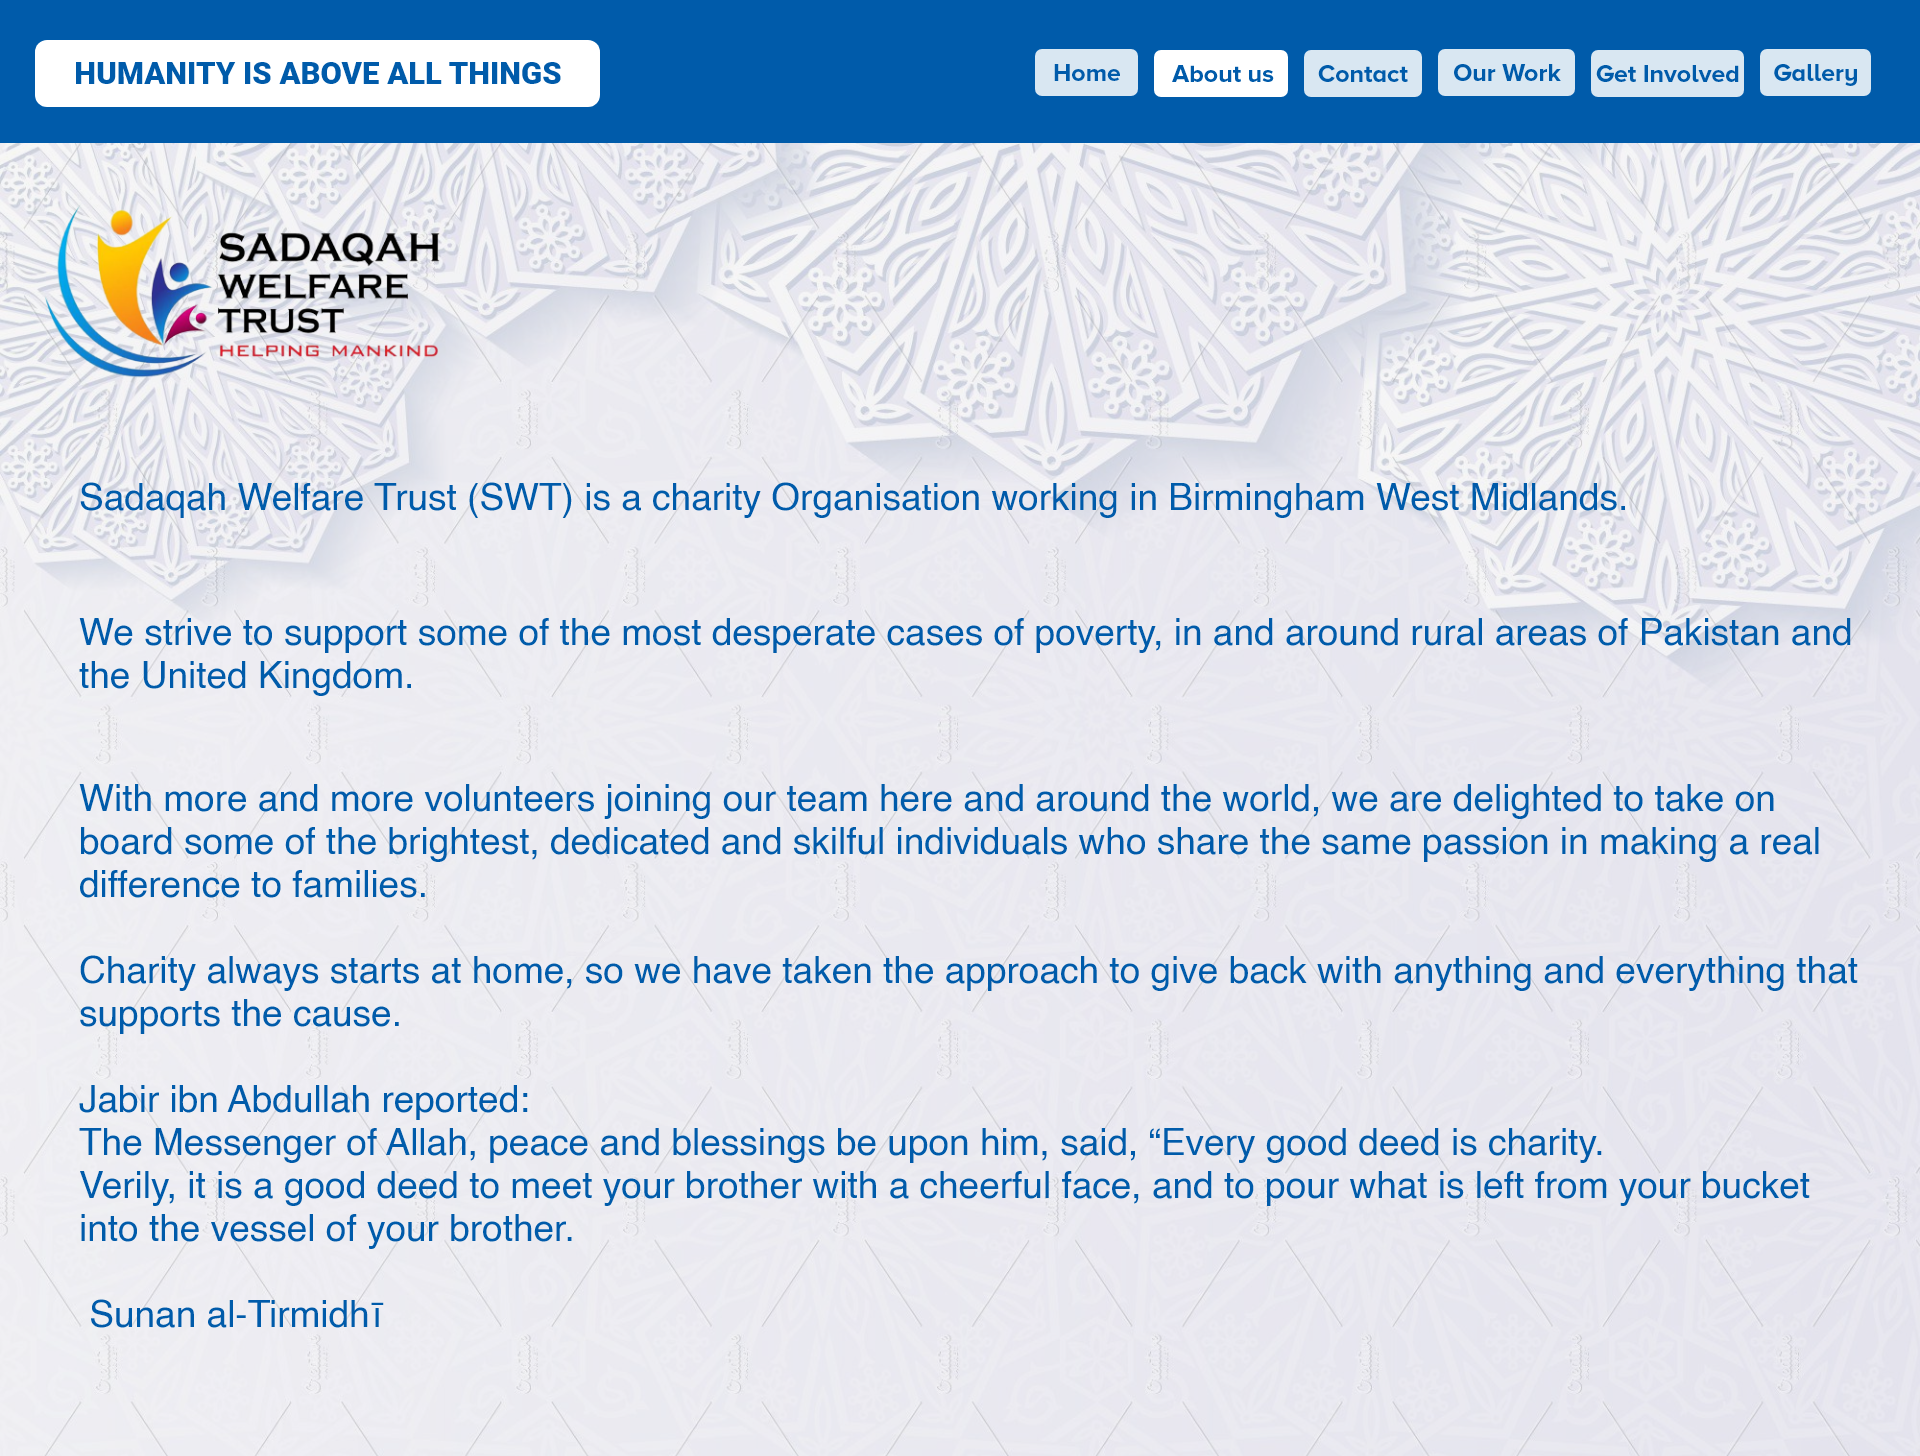 HUMANITY IS ABOVE ALL THINGS
Home
About us
Contact
Our Work
Get Involved
Gallery
SADAQAH
WELFARE
TRUST
HELPING MANKIND
Sadaqah Welfare Trust (SWT) is a charity Organisation working in Birmingham West Midlands.
We strive to support some of the most desperate cases of poverty, in and around rural areas of Pakistan and
the United Kingdom.
With more and more volunteers joining our team here and around the world, we are delighted to take on
board some of the brightest, dedicated and skilful individuals who share the same passion in making a real
difference to families.
Charity always starts at home, so we have taken the approach to give back with anything and everything that
supports the cause.
Jabir ibn Abdullah reported:
The Messenger of Allah, peace and blessings be upon him, said, “Every good deed is charity.
Verily, it is a good deed to meet your brother with a cheerful face, and to pour what is left from your bucket
into the vessel of your brother.
Sunan al-Tirmidhī